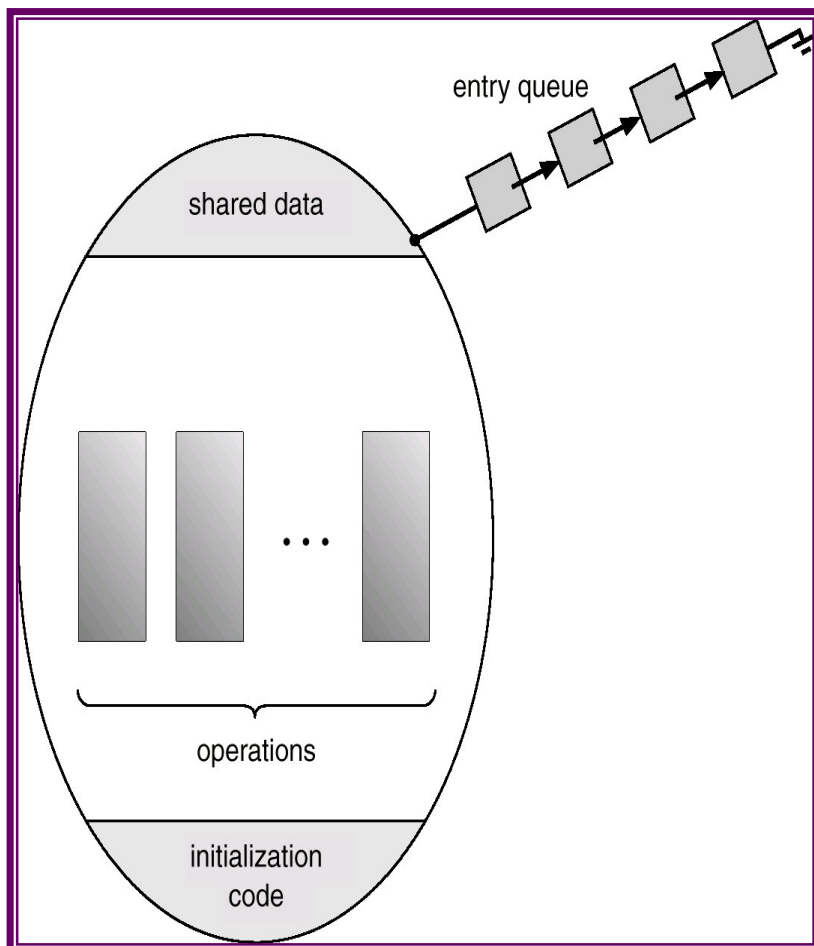 entry queue
shared data
...
operations
initialization
code